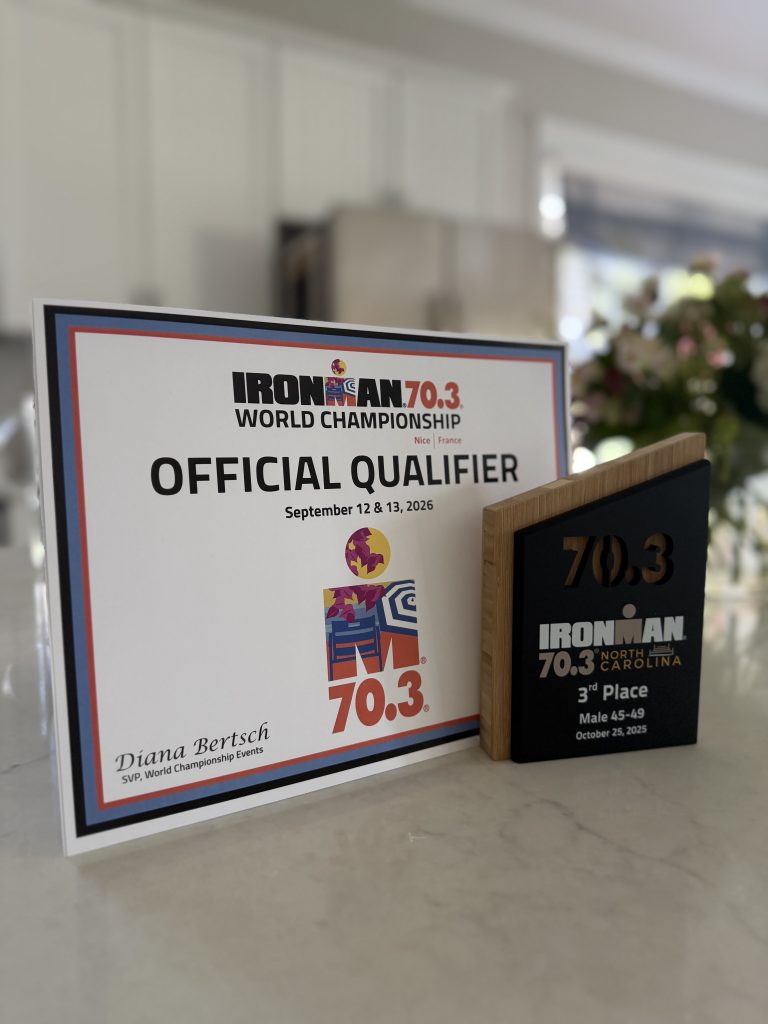 IRONMAN 70.3
WORLD CHAMPIONSHIP
Nice | France
OFFICIAL QUALIFIER
September 12 & 13, 2026
M
70.3
Diana Bertsch
SVP, World Championship Events
70.3
IRONMAN
70.3 NORTH CAROLINA
3rd Place
Male 45-49
October 25, 2025